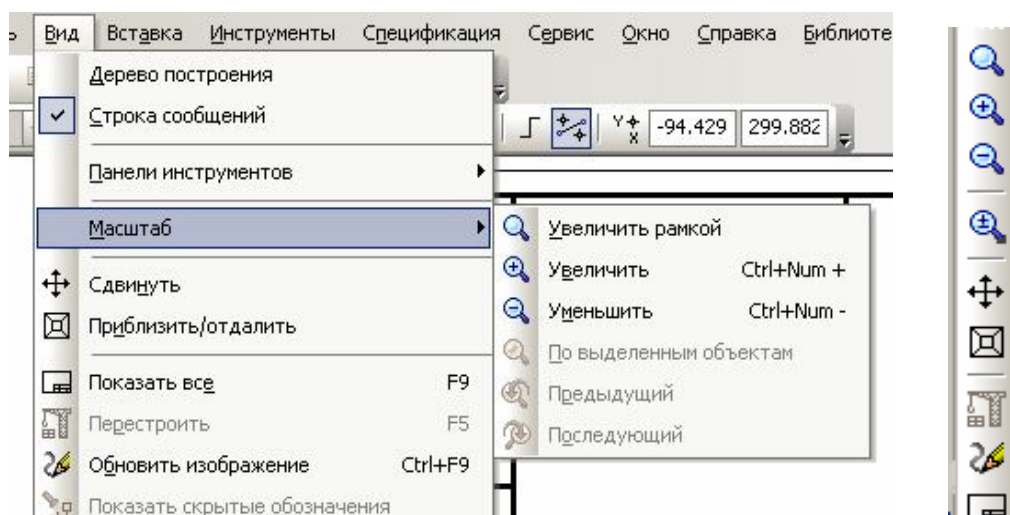 Вид Вставка Инструменты Спецификация Сервис Окно Справка Библиоте
Дерево построения
Строка сообщений
Y X -94.429 299.882
Панели инструментов
Масштаб
Увеличить рамкой
Увеличить Ctrl+Num +
Сдвинуть
Уменьшить Ctrl+Num -
Приблизить/отдалить
По выделенным объектам
Показать все F9
Предыдущий
Перестроить F5
Последующий
Обновить изображение Ctrl+F9
Показать скрытые обозначения